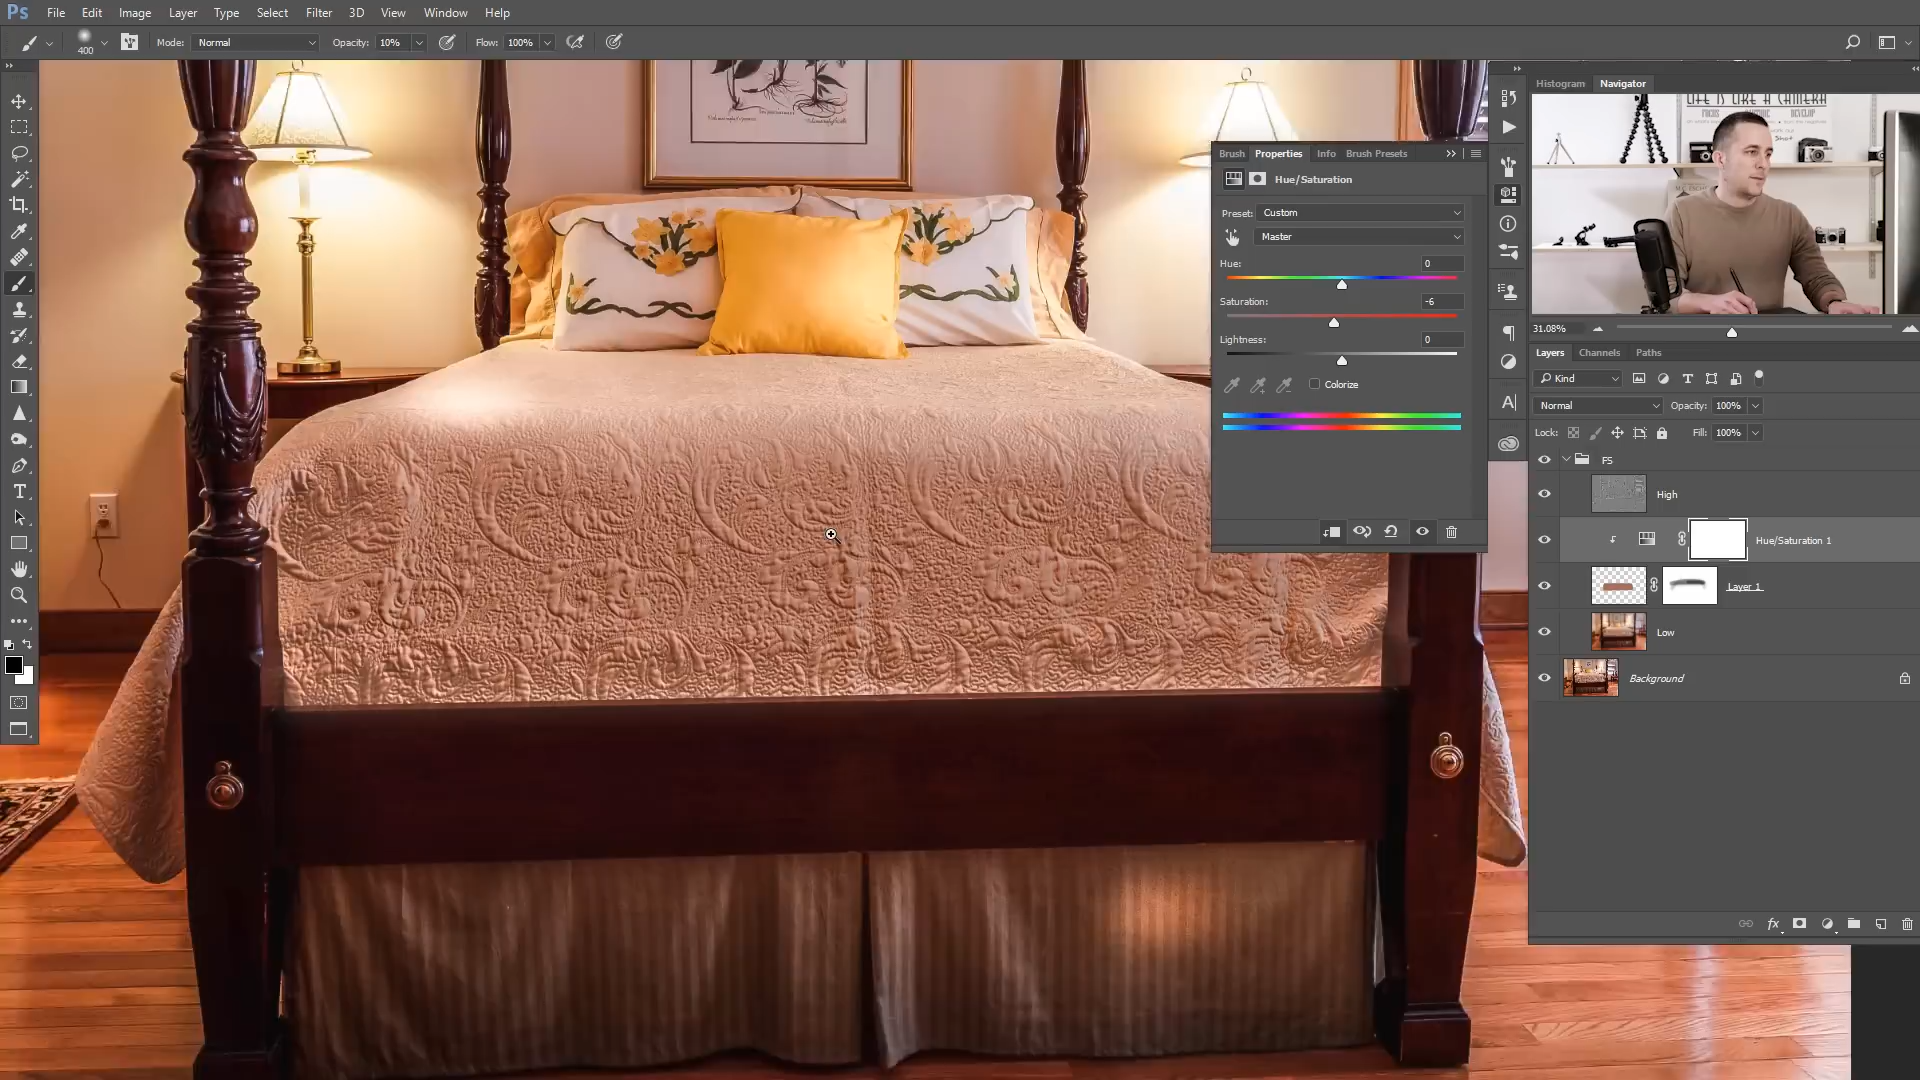 Ps File Edit Image Layer Type Select Filter 3D View Window Help
400 Mode: Normal Opacity: 10% Flow: 100%
Histogram Navigator
LIFE IS LIKE A CAMERA
Shot
31.08%
Brush Properties Info Brush Presets
Hue/Saturation
Preset: Custom
Master
Hue: 0
Saturation: -6
Lightness: 0
Colorize
Layers Channels Paths
Kind
Normal Opacity: 100%
Lock: Fill: 100%
FS
High
Hue/Saturation 1
Layer 1
Low
Background
fx